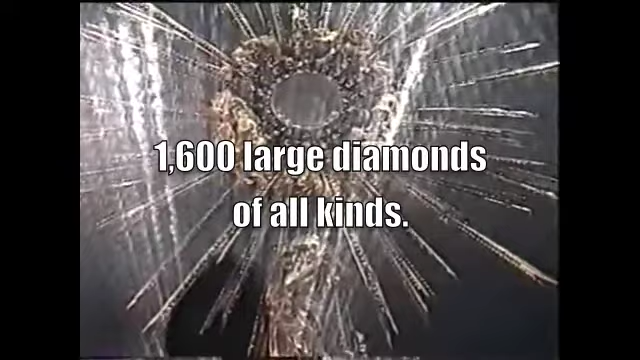 1,600 large diamonds
of all kinds.